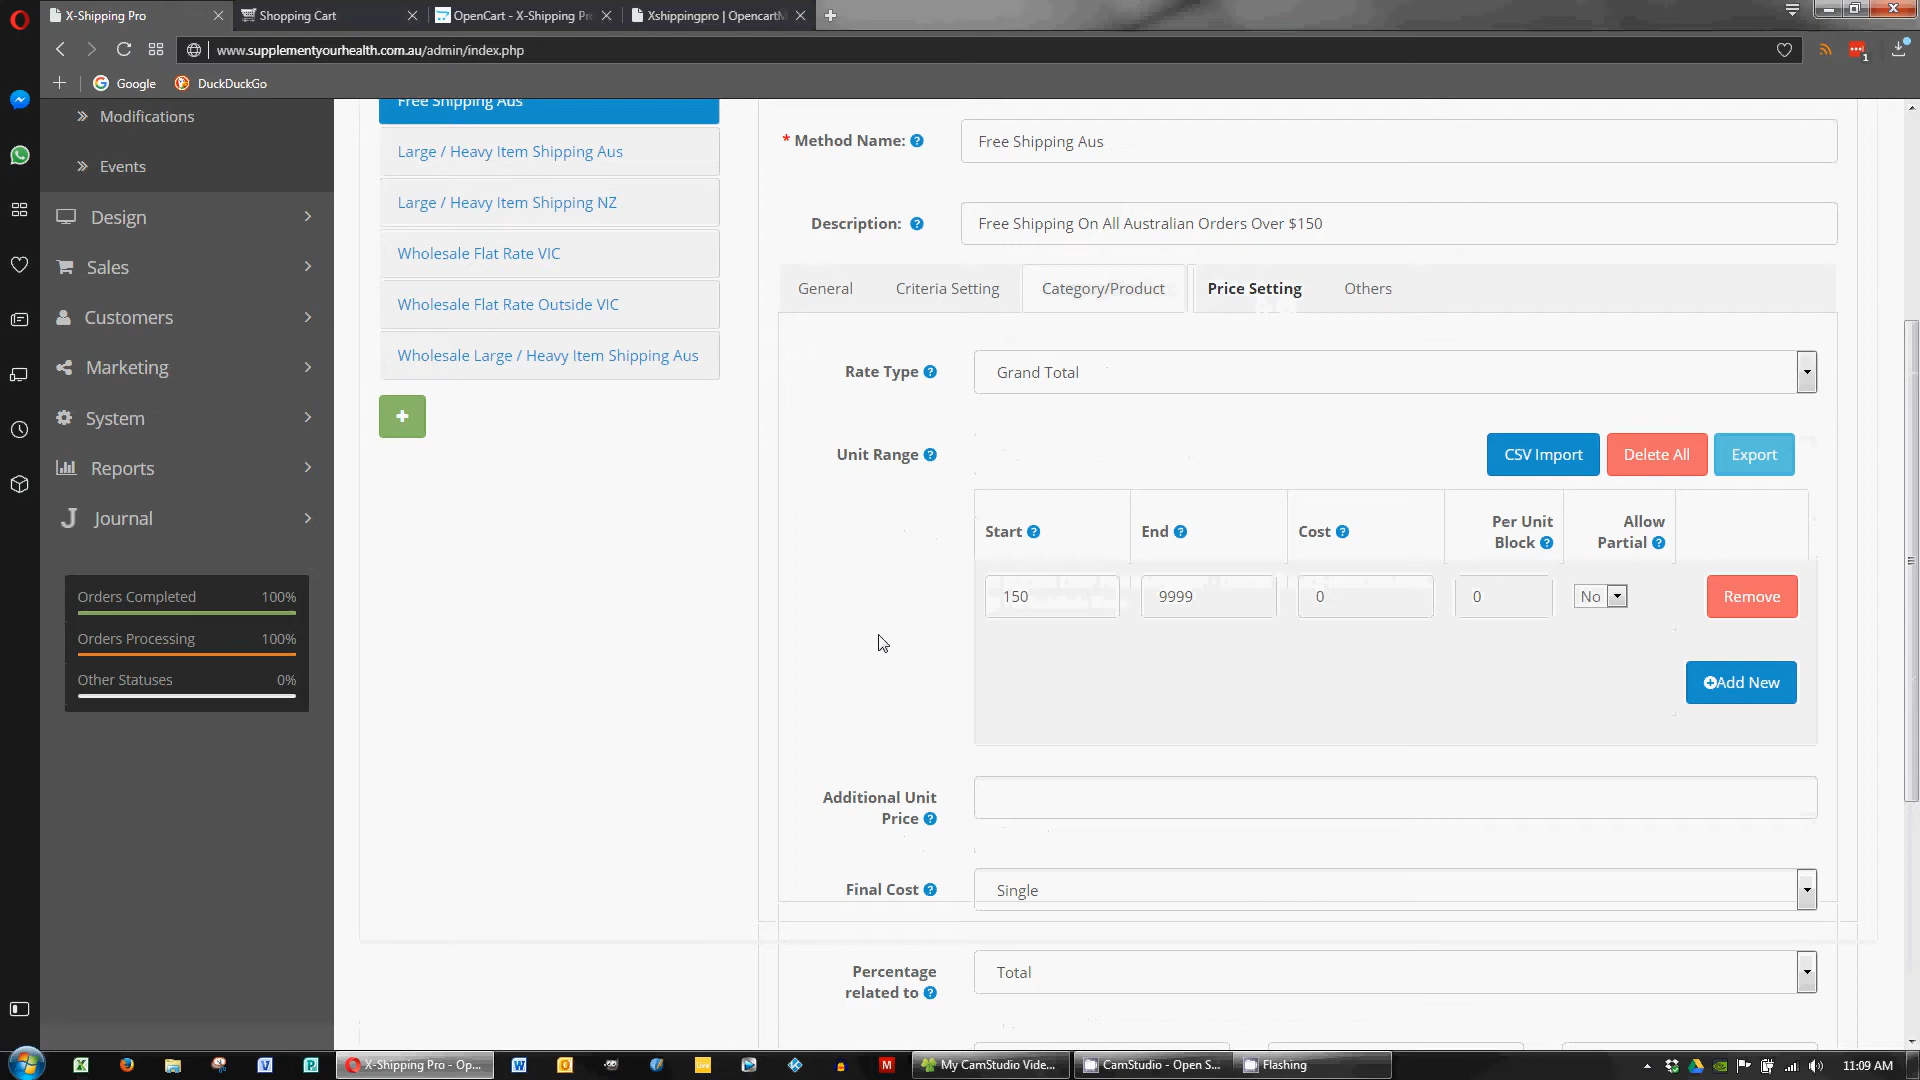 X-Shipping Pro
Shopping Cart
OpenCart - X-Shipping Pr
Xshippingpro | Opencart
www.supplementyourhealth.com.au/admin/index.php
1
Google
DuckDuckGo
Modifications
Events
Design
Sales
Customers
Marketing
System
Reports
Journal
Orders Completed 100%
Orders Processing 100%
Other Statuses 0%
Free Shipping Aus
Large / Heavy Item Shipping Aus
Large / Heavy Item Shipping NZ
Wholesale Flat Rate VIC
Wholesale Flat Rate Outside VIC
Wholesale Large / Heavy Item Shipping Aus
+
* Method Name: ? Free Shipping Aus
Description: ? Free Shipping On All Australian Orders Over $150
General Criteria Setting Category/Product Price Setting Others
Rate Type ? Grand Total
Unit Range ? CSV Import Delete All Export
Start ? End ? Cost ? Per Unit Block ? Allow Partial ?
150 9999 0 0 No Remove
Add New
Additional Unit
Price ?
Final Cost ? Single
Percentage
related to ? Total
X-Shipping Pro - Op...
My CamStudio Vide...
CamStudio - Open S...
Flashing
11:09 AM